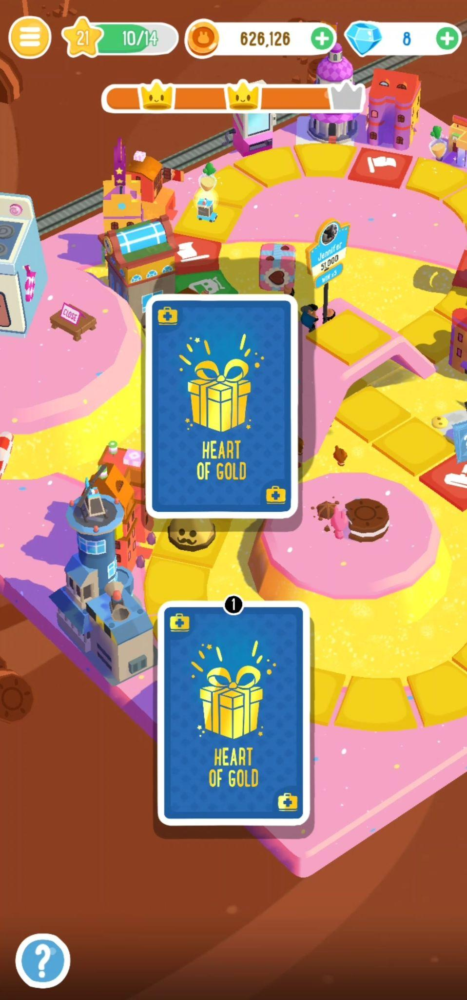 21
10/14
626,126
8
Jennifer
51,000
WIN x5
CLOSE
HEART
OF GOLD
1
HEART
OF GOLD
?